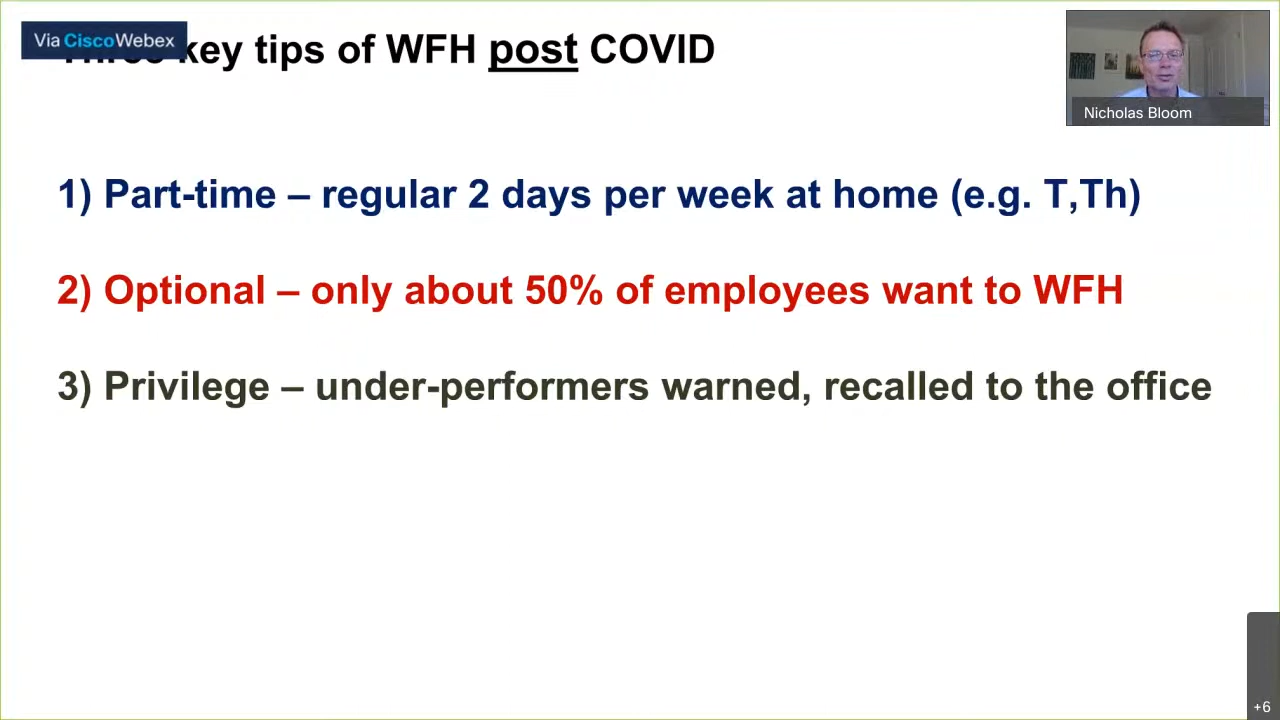 Via CiscoWebex
Three key tips of WFH post COVID
Nicholas Bloom
1) Part-time – regular 2 days per week at home (e.g. T,Th)
2) Optional – only about 50% of employees want to WFH
3) Privilege – under-performers warned, recalled to the office
+6